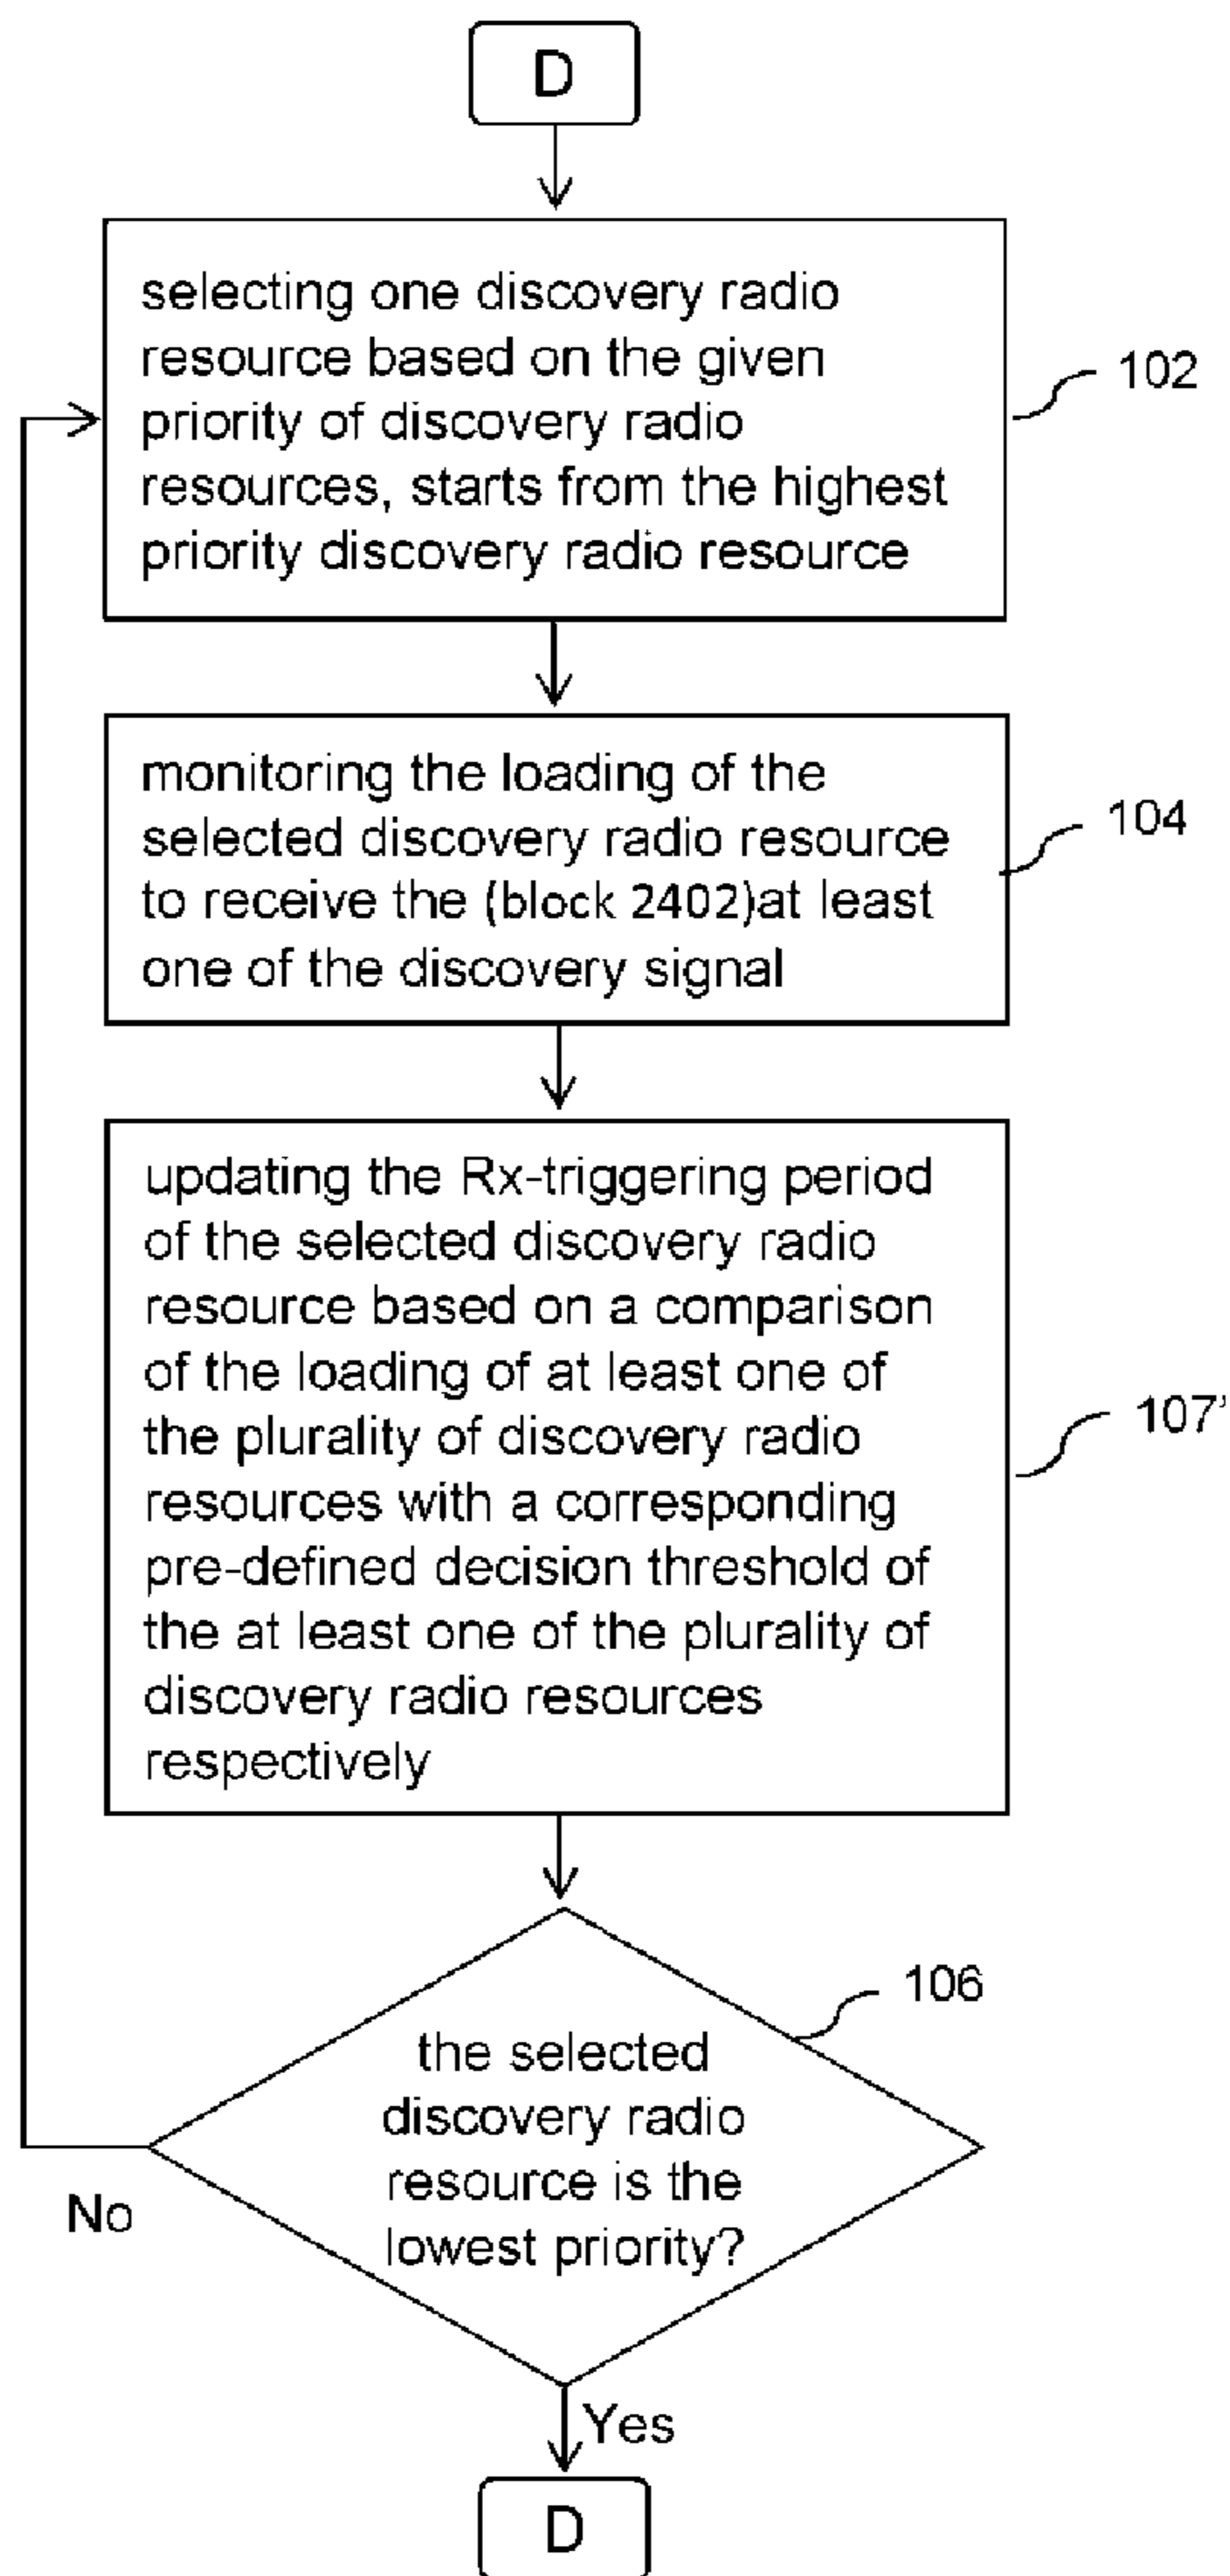 D
selecting one discovery radio
resource based on the given
priority of discovery radio
resources, starts from the highest
priority discovery radio resource
102
monitoring the loading of the
selected discovery radio resource
to receive the (block 2402)at least
one of the discovery signal
104
updating the Rx-triggering period
of the selected discovery radio
resource based on a comparison
of the loading of at least one of
the plurality of discovery radio
resources with a corresponding
pre-defined decision threshold of
the at least one of the plurality of
discovery radio resources
respectively
107’
106
the selected
discovery radio
resource is the
lowest priority?
No
Yes
D